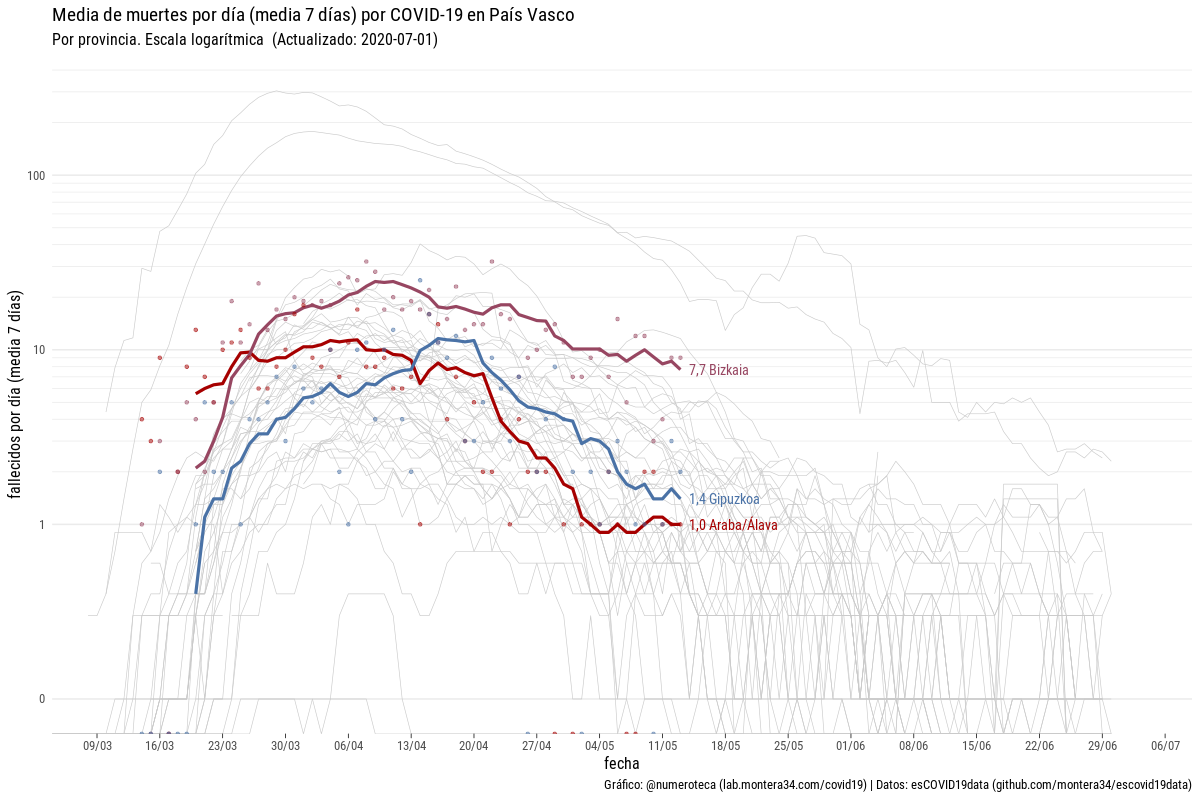 Media de muertes por día (media 7 días) por COVID-19 en País Vasco
Por provincia. Escala logarítmica  (Actualizado: 2020-07-01)
fallecidos por día (media  7 días)
100
10
1
0
7,7 Bizkaia
1,4 Gipuzkoa
1,0 Araba/Álava
09/03 16/03 23/03 30/03 06/04 13/04 20/04 27/04 04/05 11/05 18/05 25/05 01/06 08/06 15/06 22/06 29/06 06/07
fecha
Gráfico: @numeroteca (lab.montera34.com/covid19) | Datos: esCOVID19data (github.com/montera34/escovid19data)